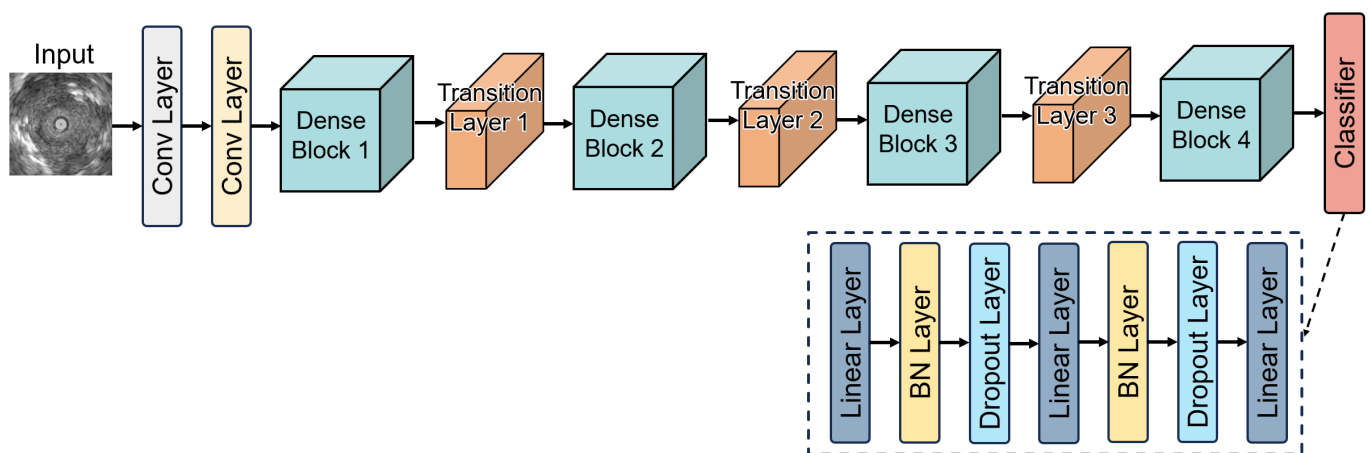 Input
Conv Layer
Conv Layer
Dense
Block 1
Transition
Layer 1
Dense
Block 2
Transition
Layer 2
Dense
Block 3
Transition
Layer 3
Dense
Block 4
Classifier
Linear Layer
BN Layer
Dropout Layer
Linear Layer
BN Layer
Dropout Layer
Linear Layer